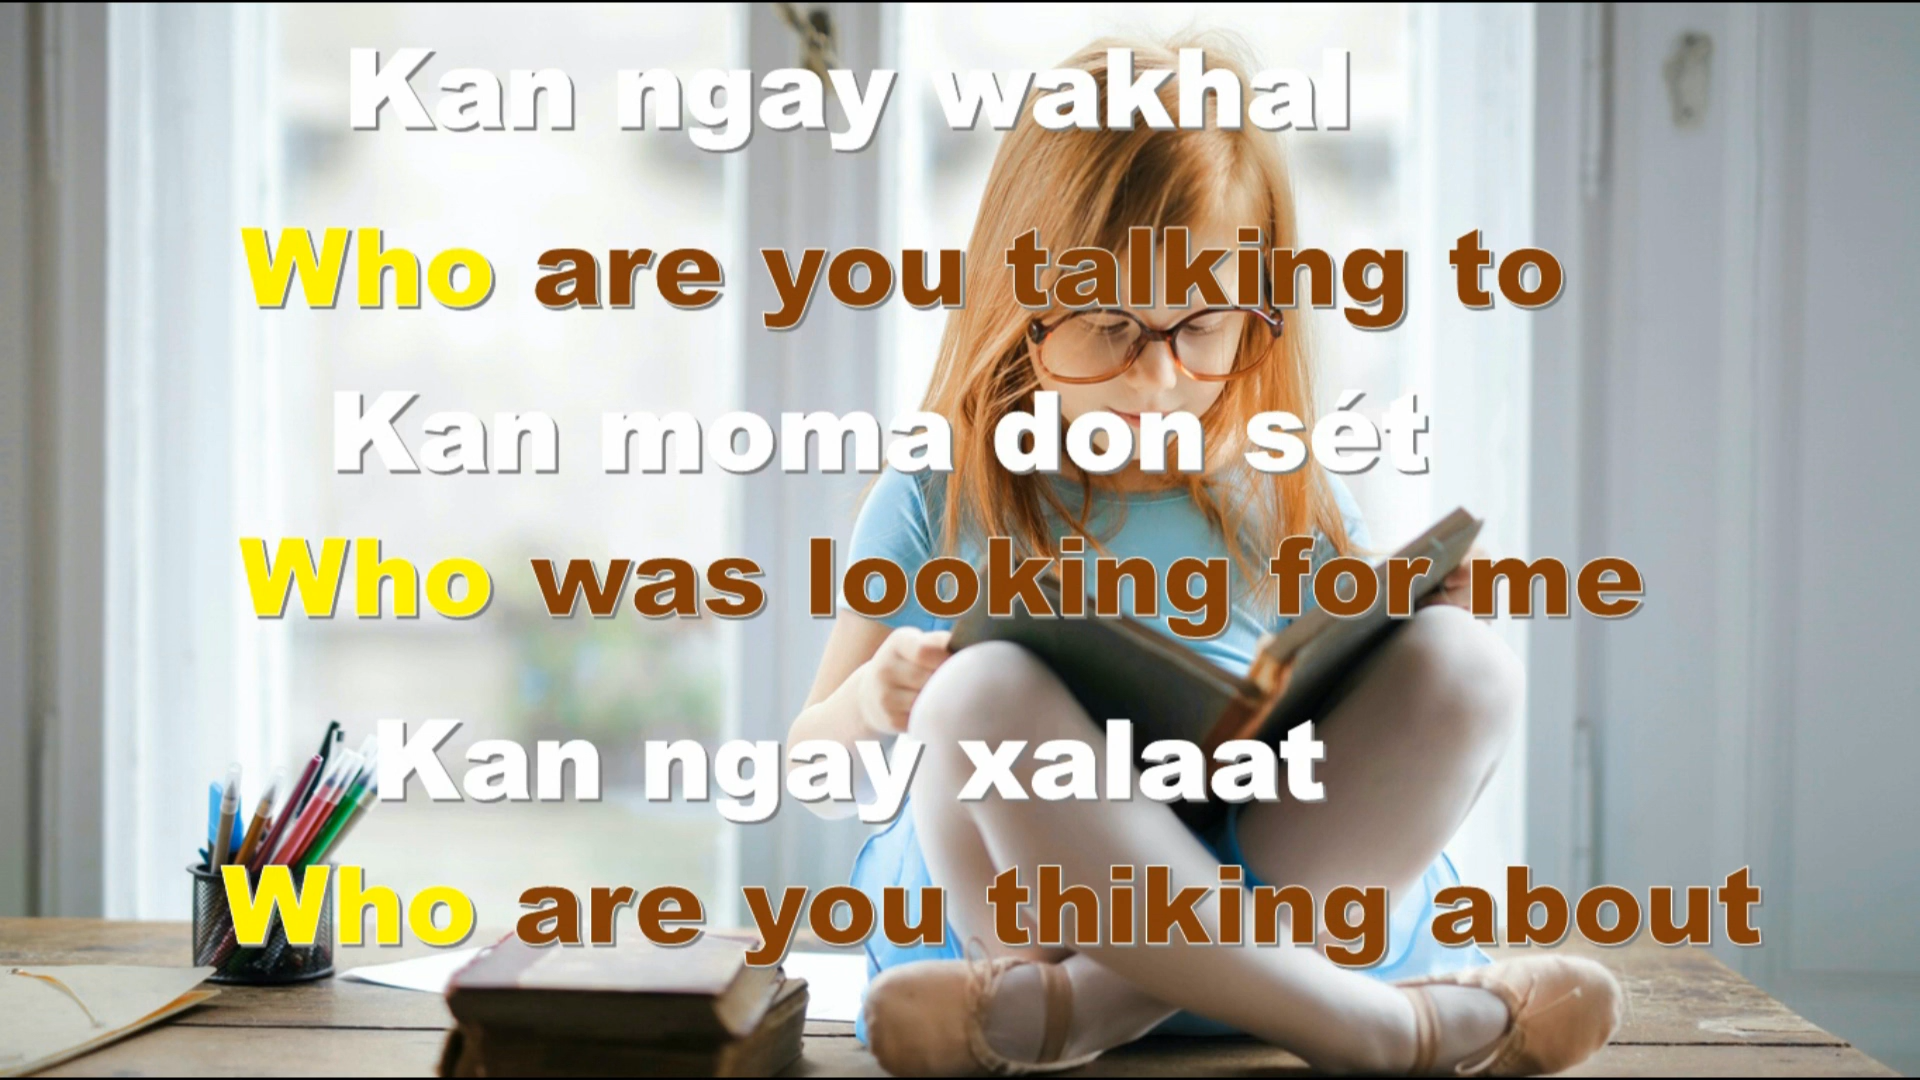 Kan ngay wakhal
Who are you talking to
Kan moma don sét
Who was looking for me
Kan ngay xalaat
Who are you thiking about